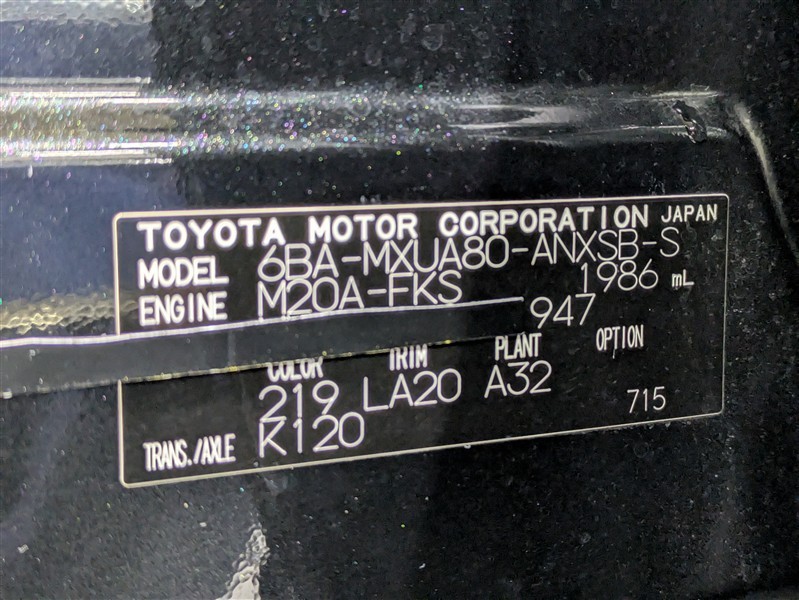 TOYOTA MOTOR CORPORATION JAPAN
MODEL 6BA-MXUA80-ANXSB-S
ENGINE M20A-FKS 1986 mL
947
COLOR TRIM PLANT OPTION
219 LA20 A32
TRANS./AXLE K120 715